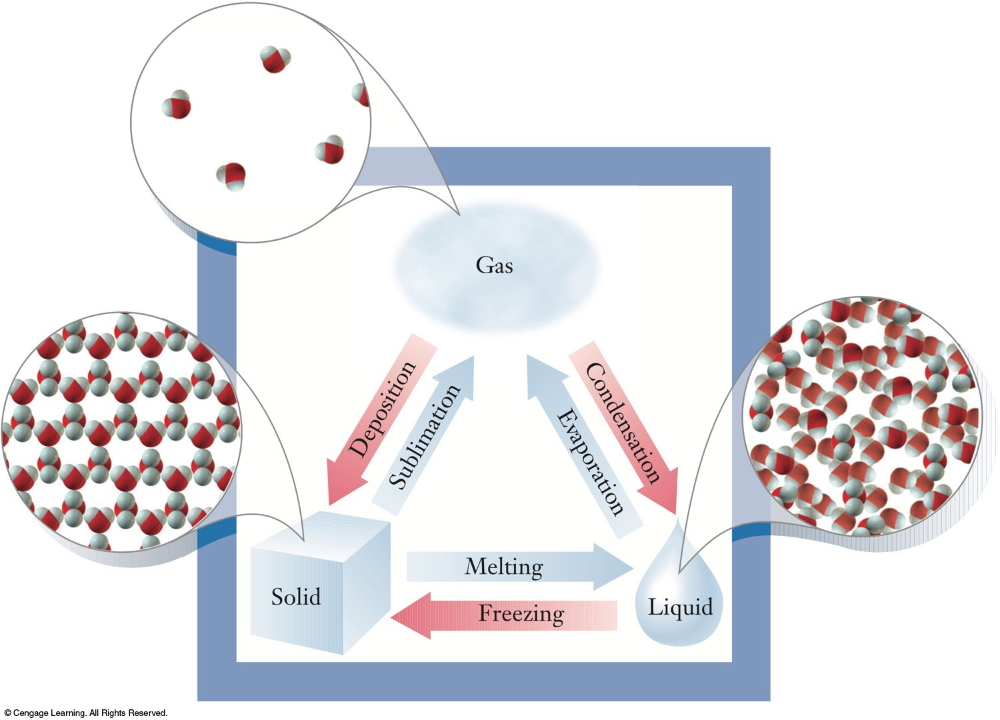 Gas
Deposition
Sublimation
Evaporation
Condensation
Melting
Solid
Freezing
Liquid
© Cengage Learning. All Rights Reserved.